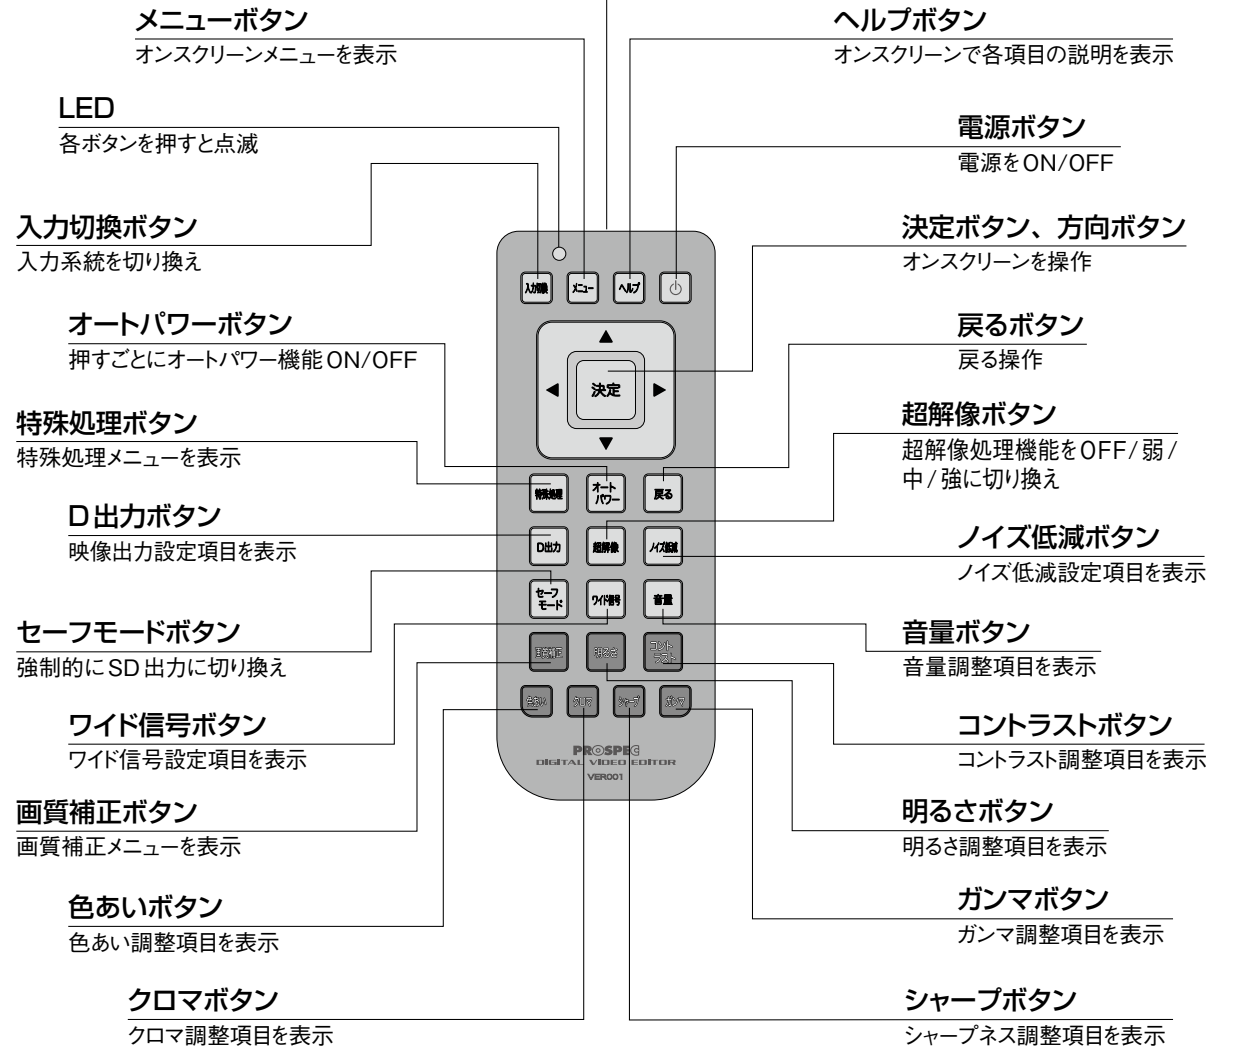 メニューボタン
オンスクリーンメニューを表示
ヘルプボタン
オンスクリーンで各項目の説明を表示
LED
各ボタンを押すと点滅
電源ボタン
電源をON/OFF
入力切換ボタン
入力系統を切り換え
決定ボタン、方向ボタン
オンスクリーンを操作
オートパワーボタン
押すごとにオートパワー機能ON/OFF
戻るボタン
戻る操作
特殊処理ボタン
特殊処理メニューを表示
超解像ボタン
超解像処理機能をOFF/弱/
中/強に切り換え
D出力ボタン
映像出力設定項目を表示
ノイズ低減ボタン
ノイズ低減設定項目を表示
セーフモードボタン
強制的にSD出力に切り換え
音量ボタン
音量調整項目を表示
ワイド信号ボタン
ワイド信号設定項目を表示
コントラストボタン
コントラスト調整項目を表示
画質補正ボタン
画質補正メニューを表示
明るさボタン
明るさ調整項目を表示
色あいボタン
色あい調整項目を表示
ガンマボタン
ガンマ調整項目を表示
クロマボタン
クロマ調整項目を表示
シャープボタン
シャープネス調整項目を表示
入力切換 メニュー ヘルプ
決定
特殊処理 オート
パワー 戻る
D出力 超解像 ノイズ低減
セーフ
モード ワイド信号 音量
画質補正 明るさ コント
ラスト
色あい クロマ シャープ ガンマ
PROSPEC
DIGITAL VIDEO EDITOR
VER001